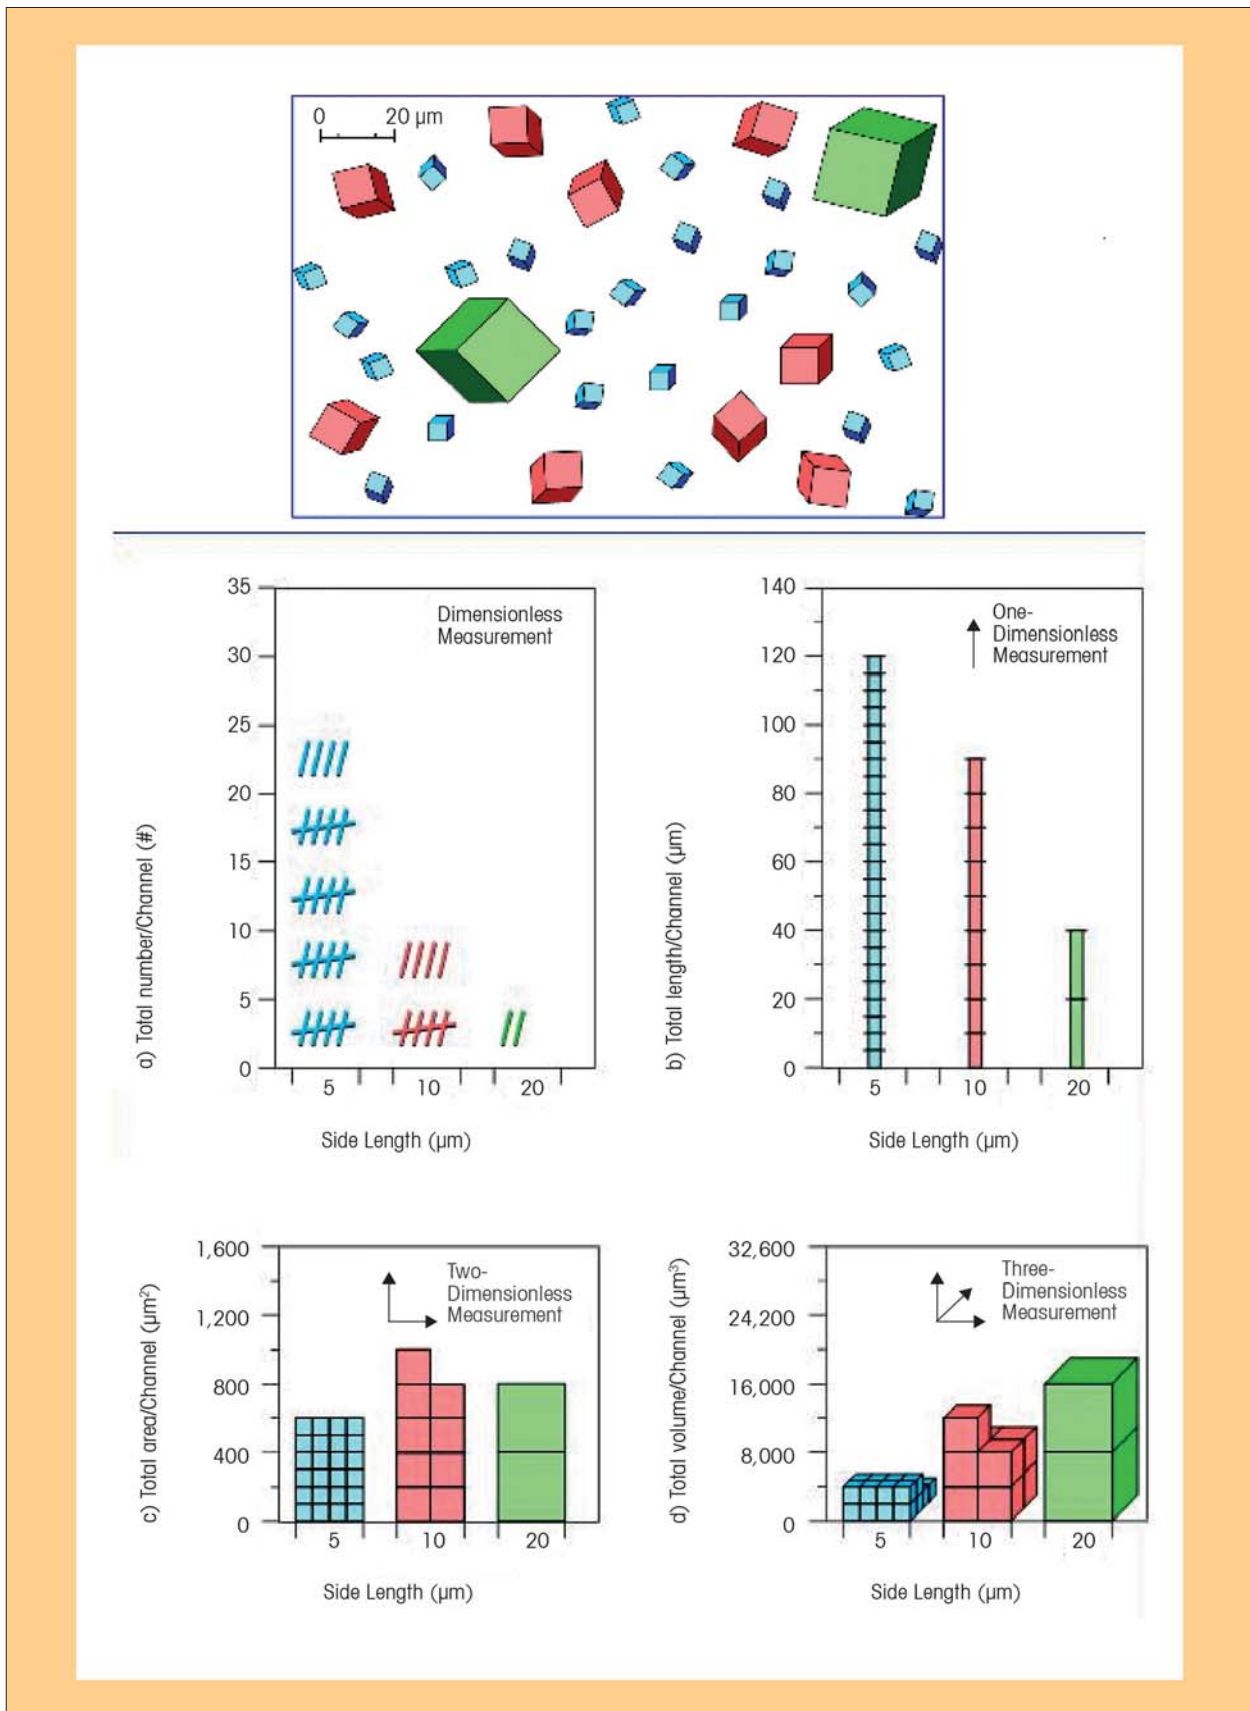 0 20 µm
35
30
25
20
15
10
5
0
Dimensionless
Measurement
a) Total number/Channel (#)
5 10 20
Side Length (µm)
140
120
100
80
60
40
20
0
One-
Dimensionless
Measurement
b) Total length/Channel (µm)
5 10 20
Side Length (µm)
1,600
1,200
800
400
0
Two-
Dimensionless
Measurement
c) Total area/Channel (µm²)
5 10 20
Side Length (µm)
32,600
24,200
16,000
8,000
0
Three-
Dimensionless
Measurement
d) Total volume/Channel (µm³)
5 10 20
Side Length (µm)